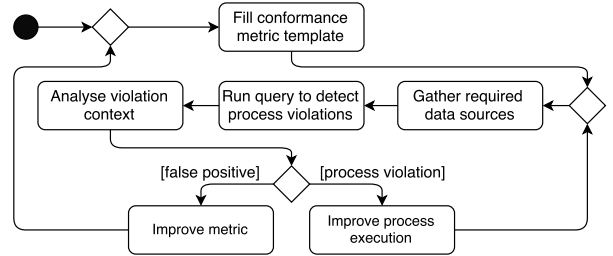 Fill conformance
metric template
Analyse violation
context
Run query to detect
process violations
Gather required
data sources
[false positive]
[process violation]
Improve metric
Improve process
execution